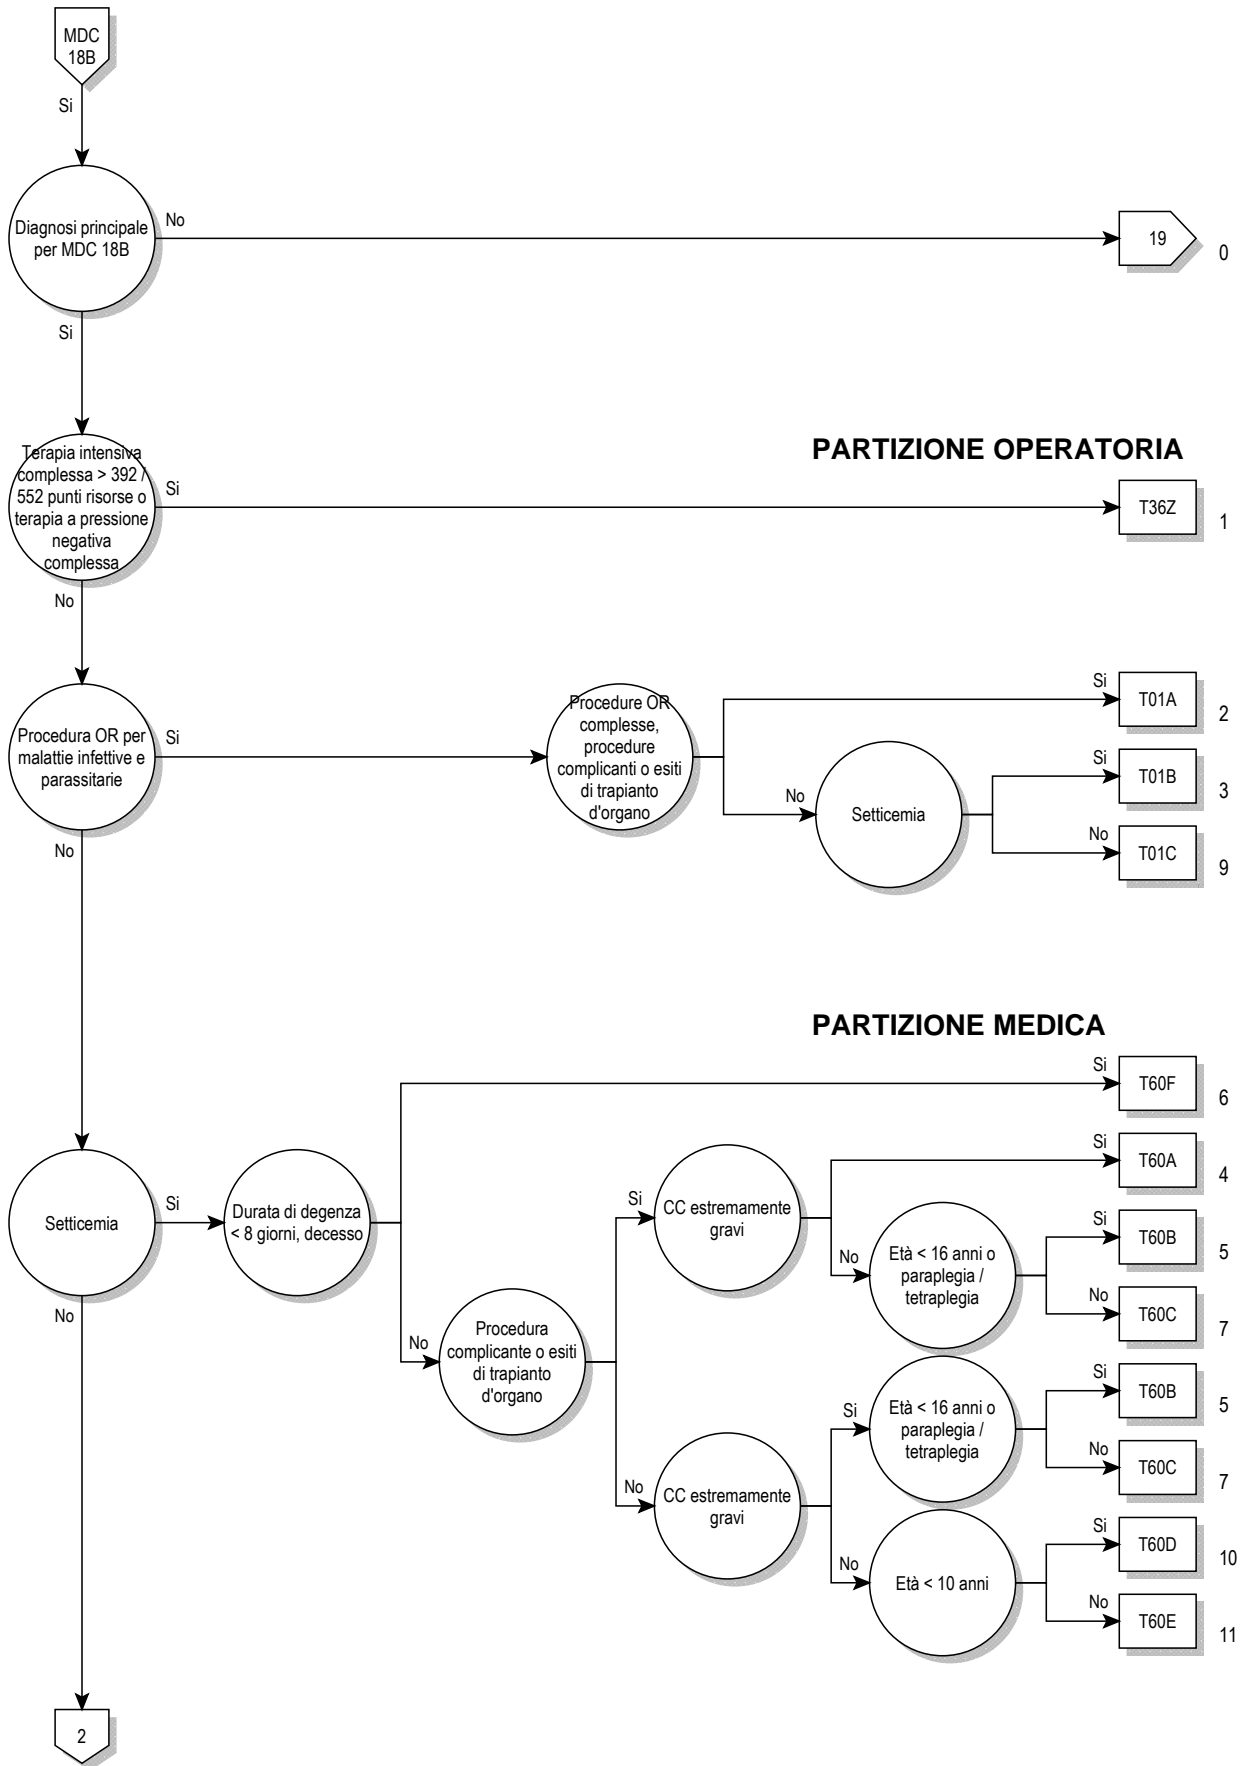 MDC
18B
Si
Diagnosi principale
per MDC 18B
No
19
0
Si
PARTIZIONE OPERATORIA
Terapia intensiva
complessa > 392 /
552 punti risorse o
terapia a pressione
negativa
complessa
Si
T36Z
1
No
Procedura OR per
malattie infettive e
parassitarie
Si
Procedure OR
complesse,
procedure
complicanti o esiti
di trapianto
d'organo
Si
T01A
2
No
Setticemia
Si
T01B
3
No
T01C
9
No
PARTIZIONE MEDICA
Setticemia
Si
Durata di degenza
< 8 giorni, decesso
Si
T60F
6
No
Procedura
complicante o esiti
di trapianto
d'organo
Si
CC estremamente
gravi
Si
T60A
4
No
Età < 16 anni o
paraplegia /
tetraplegia
Si
T60B
5
No
T60C
7
No
CC estremamente
gravi
Si
Età < 16 anni o
paraplegia /
tetraplegia
Si
T60B
5
No
T60C
7
No
Età < 10 anni
Si
T60D
10
No
T60E
11
No
2